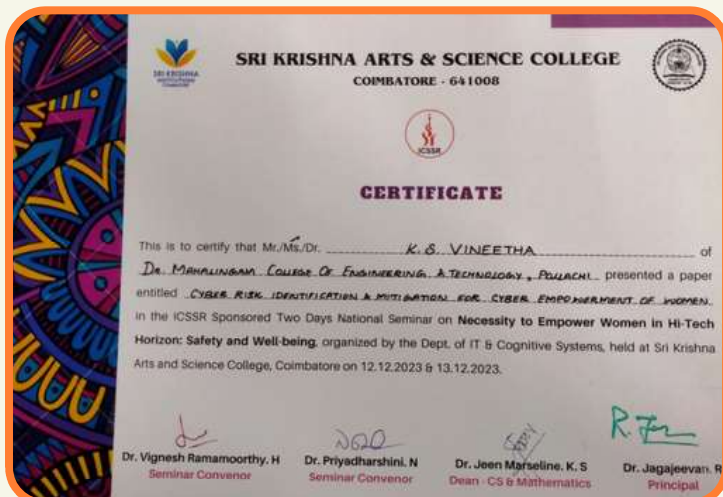 SRI KRISHNA ARTS & SCIENCE COLLEGE
COIMBATORE - 641008
SRI KRISHNA
INSTITUTIONS
COIMBATORE
ICSSR
CERTIFICATE
This is to certify that Mr./Ms./Dr. K. S. VINEETHA of
Dr. MAHALINGAM COLLEGE OF ENGINEERING & TECHNOLOGY, POLLACHI presented a paper
entitled CYBER RISK IDENTIFICATION & MITIGATION FOR CYBER EMPOWERMENT OF WOMEN.
in the ICSSR Sponsored Two Days National Seminar on Necessity to Empower Women in Hi-Tech
Horizon: Safety and Well-being, organized by the Dept. of IT & Cognitive Systems, held at Sri Krishna
Arts and Science College, Coimbatore on 12.12.2023 & 13.12.2023.
Dr. Vignesh Ramamoorthy. H
Seminar Convenor
Dr. Priyadharshini. N
Seminar Convenor
Dr. Jeen Marseline. K. S
Dean - CS & Mathematics
Dr. Jagajeevan. R
Principal